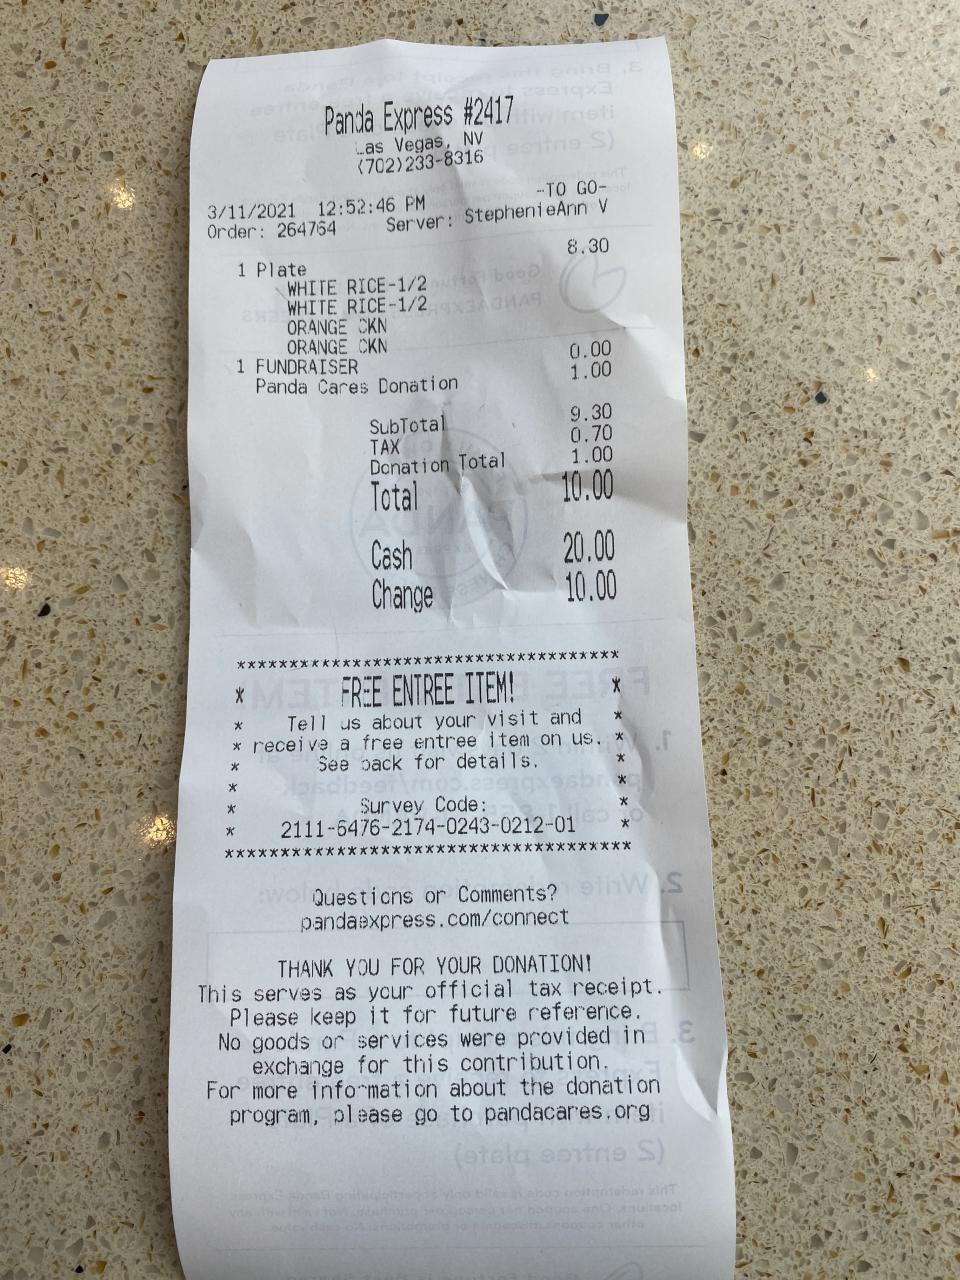 Panda Express #2417
Las Vegas, NV
(702)233-8316
-TO GO-
3/11/2021 12:52:46 PM
Order: 264764 Server: StephenieAnn V
1 Plate 8.30
WHITE RICE-1/2
WHITE RICE-1/2
ORANGE CKN
ORANGE CKN
1 FUNDRAISER 0.00
Panda Cares Donation 1.00
SubTotal 9.30
TAX 0.70
Donation Total 1.00
Total 10.00
Cash 20.00
Change 10.00
***********************************
* FREE ENTREE ITEM! *
* Tell us about your visit and *
* receive a free entree item on us. *
* See back for details. *
* *
* Survey Code: *
* 2111-6476-2174-0243-0212-01 *
***********************************
Questions or Comments?
pandaexpress.com/connect
THANK YOU FOR YOUR DONATION!
This serves as your official tax receipt.
Please keep it for future reference.
No goods or services were provided in
exchange for this contribution.
For more information about the donation
program, please go to pandacares.org